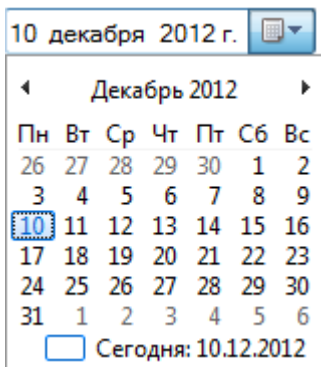 10 декабря 2012 г.
Декабрь 2012
Пн Вт Ср Чт Пт Сб Вс
26 27 28 29 30 1 2
3 4 5 6 7 8 9
10 11 12 13 14 15 16
17 18 19 20 21 22 23
24 25 26 27 28 29 30
31 1 2 3 4 5 6
Сегодня: 10.12.2012